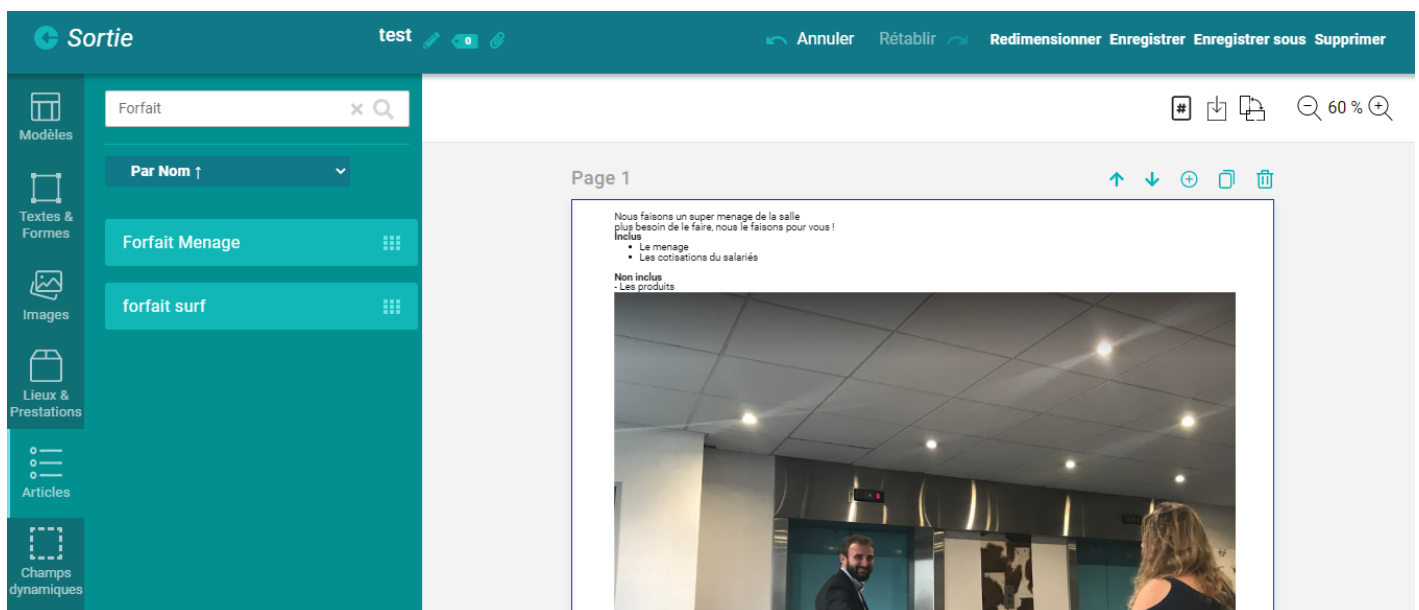 Sortie
test
0
Annuler
Rétablir
Redimensionner Enregistrer Enregistrer sous Supprimer
Modèles
Textes &
Formes
Images
Lieux &
Prestations
Articles
Champs
dynamiques
Forfait
Par Nom ↑
Forfait Menage
forfait surf
#
60 %
Page 1
Nous faisons un super menage de la salle
plus besoin de le faire, nous le faisons pour vous !
Inclus
• Le menage
• Les cotisations du salariés
Non inclus
- Les produits